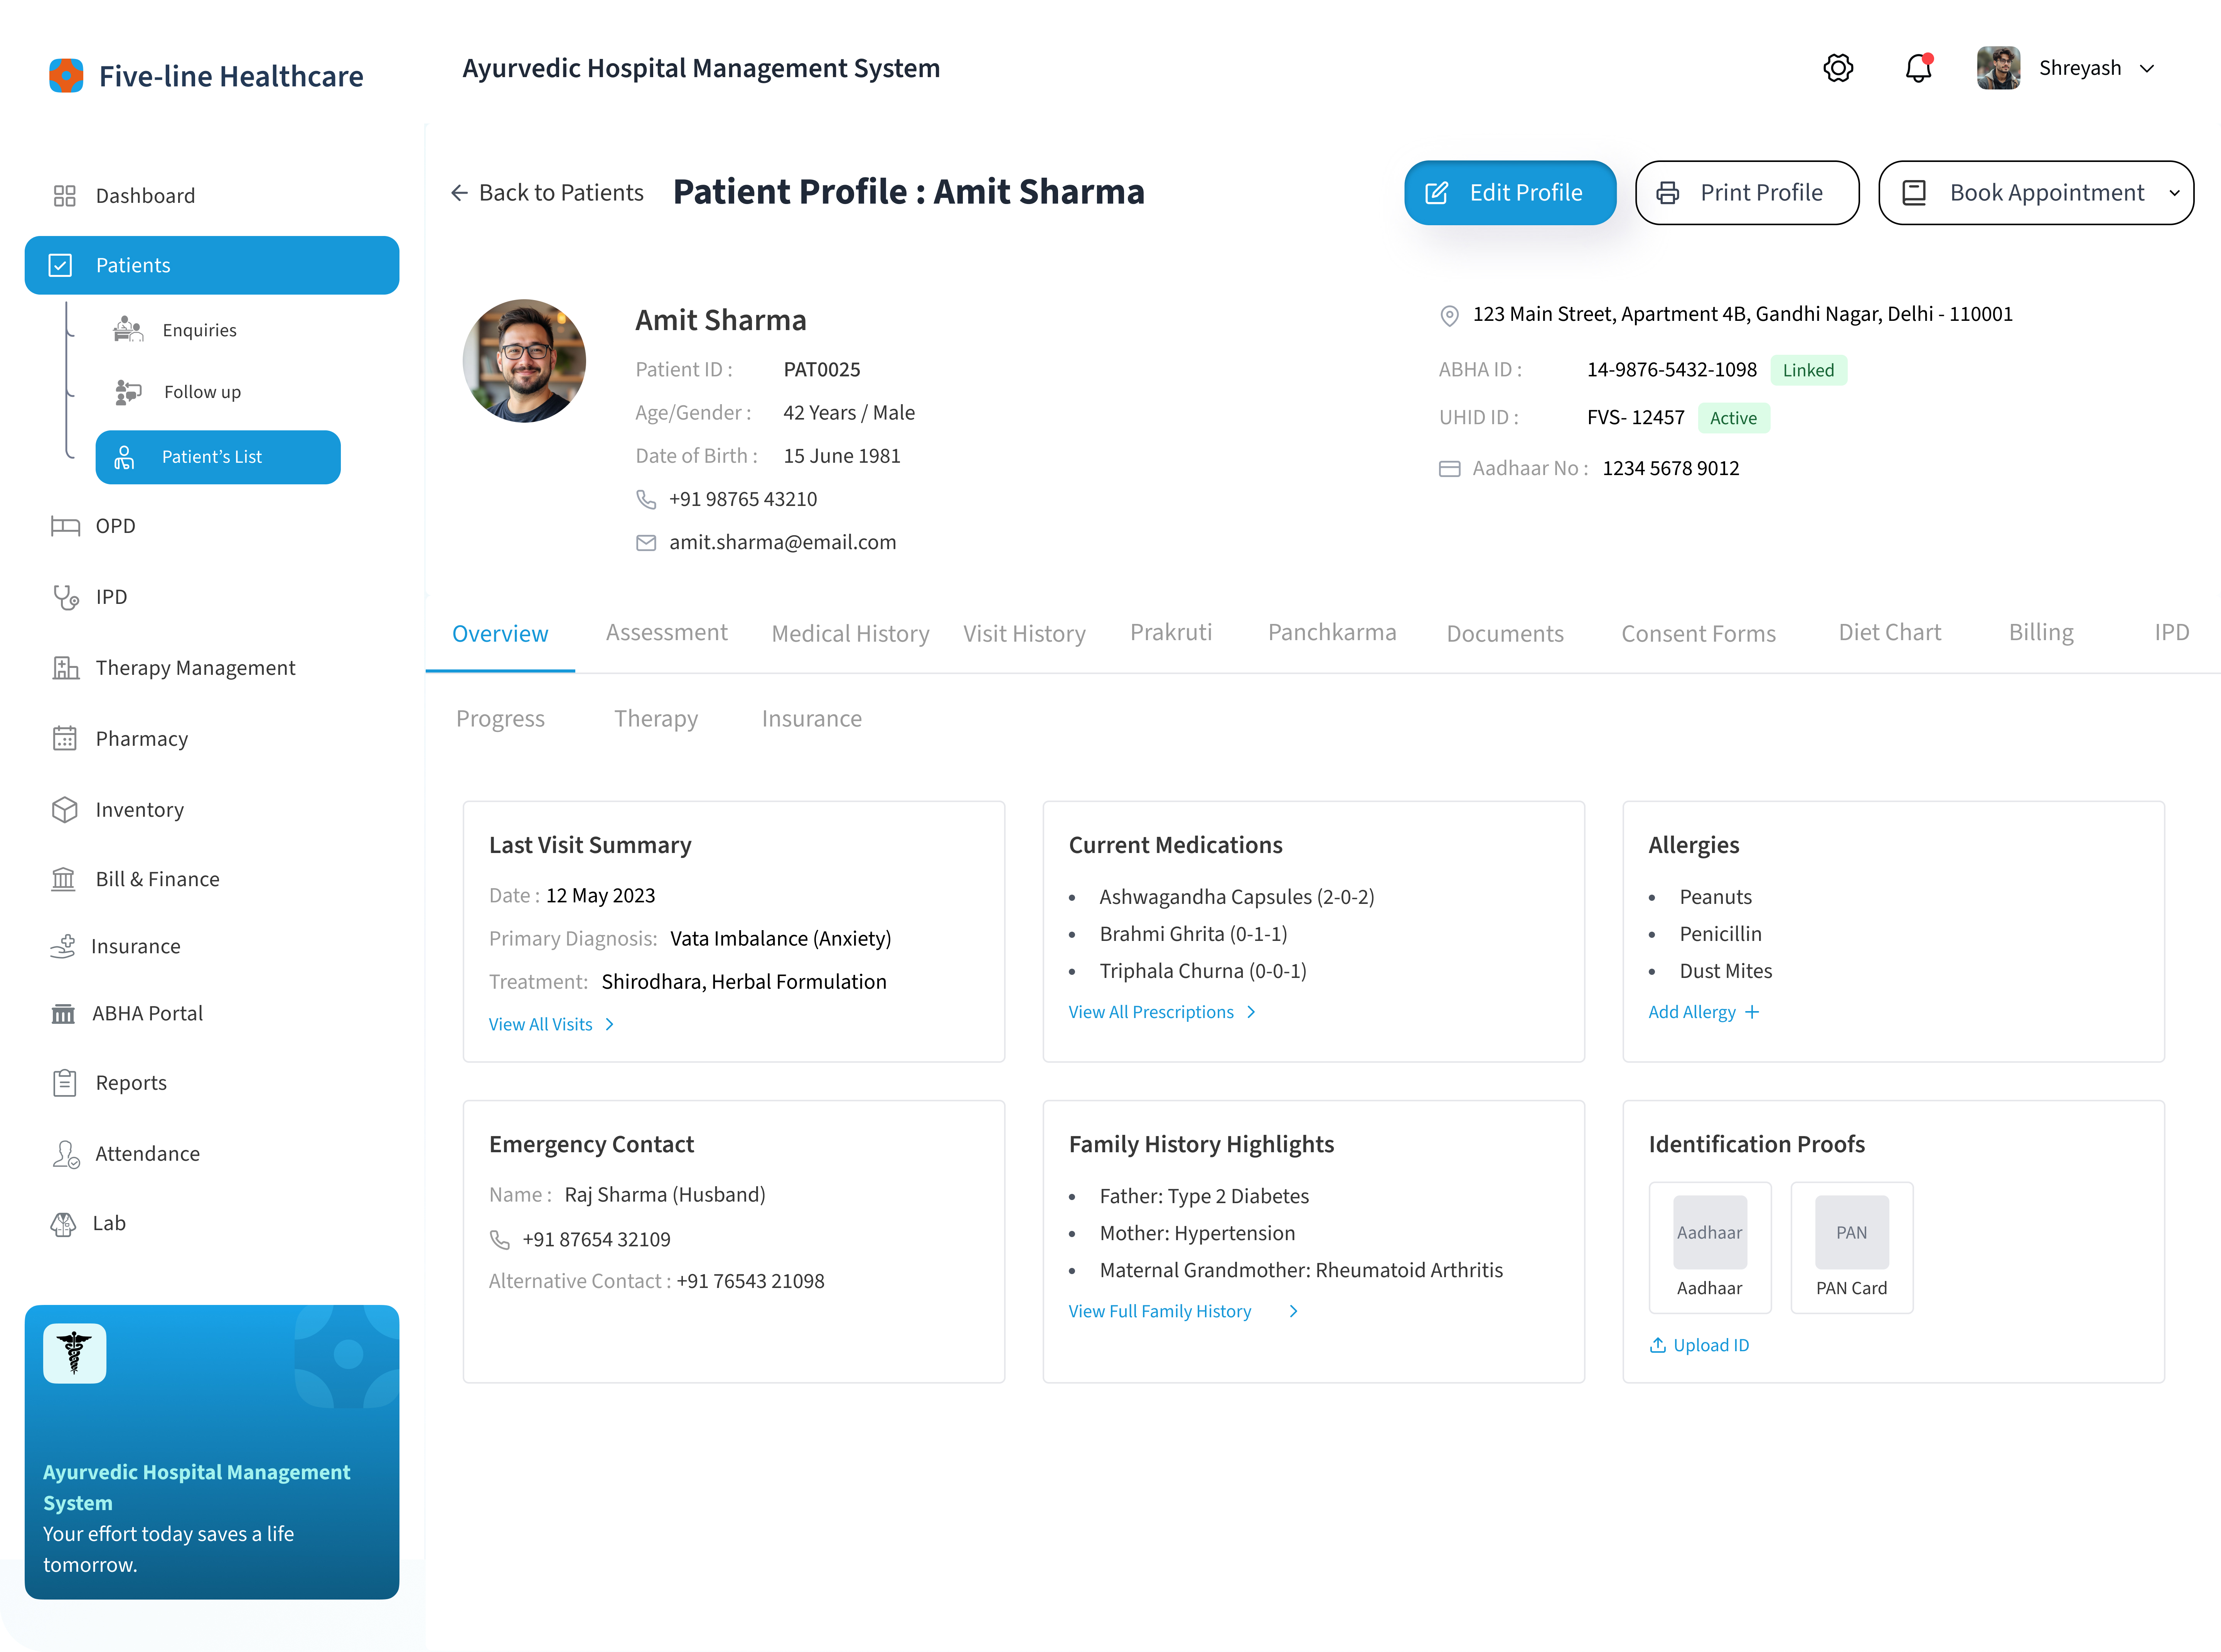 Five-line Healthcare
Ayurvedic Hospital Management System
Shreyash
Dashboard
Patients
Enquiries
Follow up
Patient's List
OPD
IPD
Therapy Management
Pharmacy
Inventory
Bill & Finance
Insurance
ABHA Portal
Reports
Attendance
Lab
Ayurvedic Hospital Management
System
Your effort today saves a life
tomorrow.
Back to Patients
Patient Profile : Amit Sharma
Edit Profile
Print Profile
Book Appointment
Amit Sharma
Patient ID : PAT0025
Age/Gender : 42 Years / Male
Date of Birth : 15 June 1981
+91 98765 43210
amit.sharma@email.com
123 Main Street, Apartment 4B, Gandhi Nagar, Delhi - 110001
ABHA ID : 14-9876-5432-1098 Linked
UHID ID : FVS- 12457 Active
Aadhaar No : 1234 5678 9012
Overview Assessment Medical History Visit History Prakruti Panchkarma Documents Consent Forms Diet Chart Billing IPD
Progress Therapy Insurance
Last Visit Summary
Date : 12 May 2023
Primary Diagnosis: Vata Imbalance (Anxiety)
Treatment: Shirodhara, Herbal Formulation
View All Visits
Current Medications
• Ashwagandha Capsules (2-0-2)
• Brahmi Ghrita (0-1-1)
• Triphala Churna (0-0-1)
View All Prescriptions
Allergies
• Peanuts
• Penicillin
• Dust Mites
Add Allergy +
Emergency Contact
Name : Raj Sharma (Husband)
+91 87654 32109
Alternative Contact : +91 76543 21098
Family History Highlights
• Father: Type 2 Diabetes
• Mother: Hypertension
• Maternal Grandmother: Rheumatoid Arthritis
View Full Family History
Identification Proofs
Aadhaar
Aadhaar
PAN
PAN Card
Upload ID